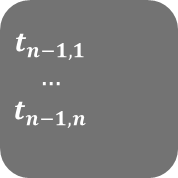 t_{n-1,1}
...
t_{n-1,n}